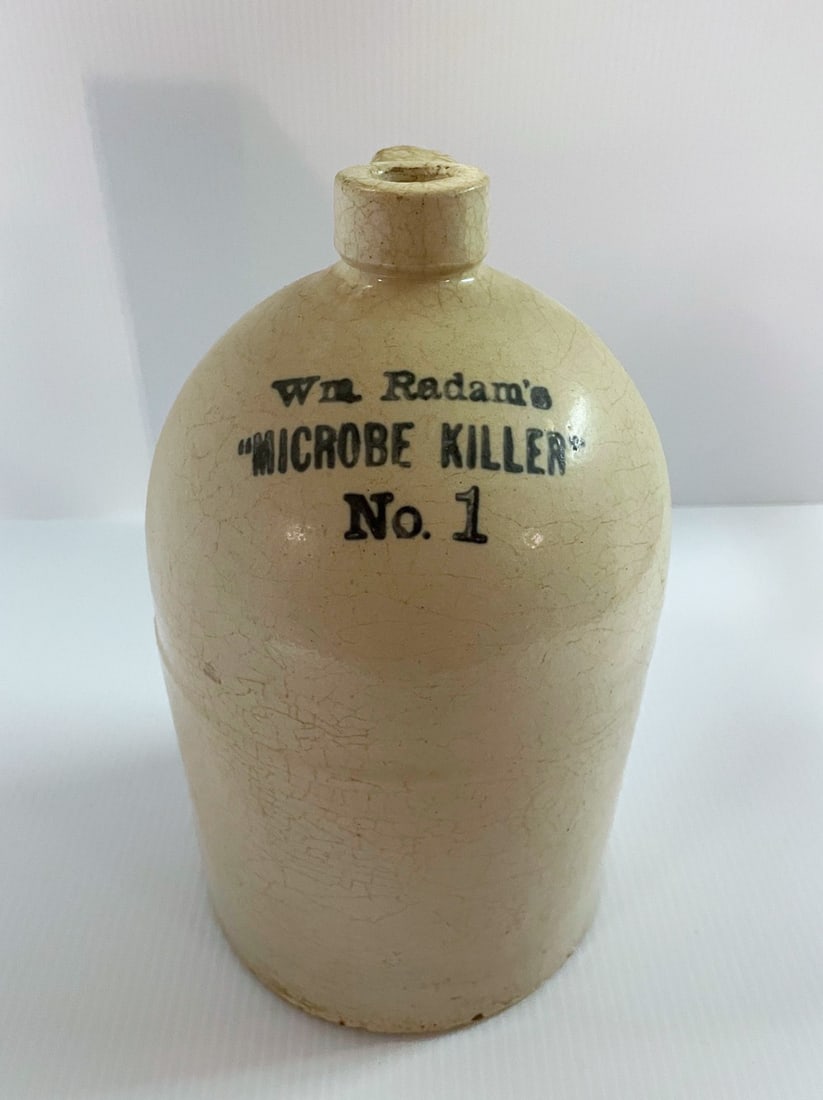 Wm. Radam's
"MICROBE KILLER"
No. 1